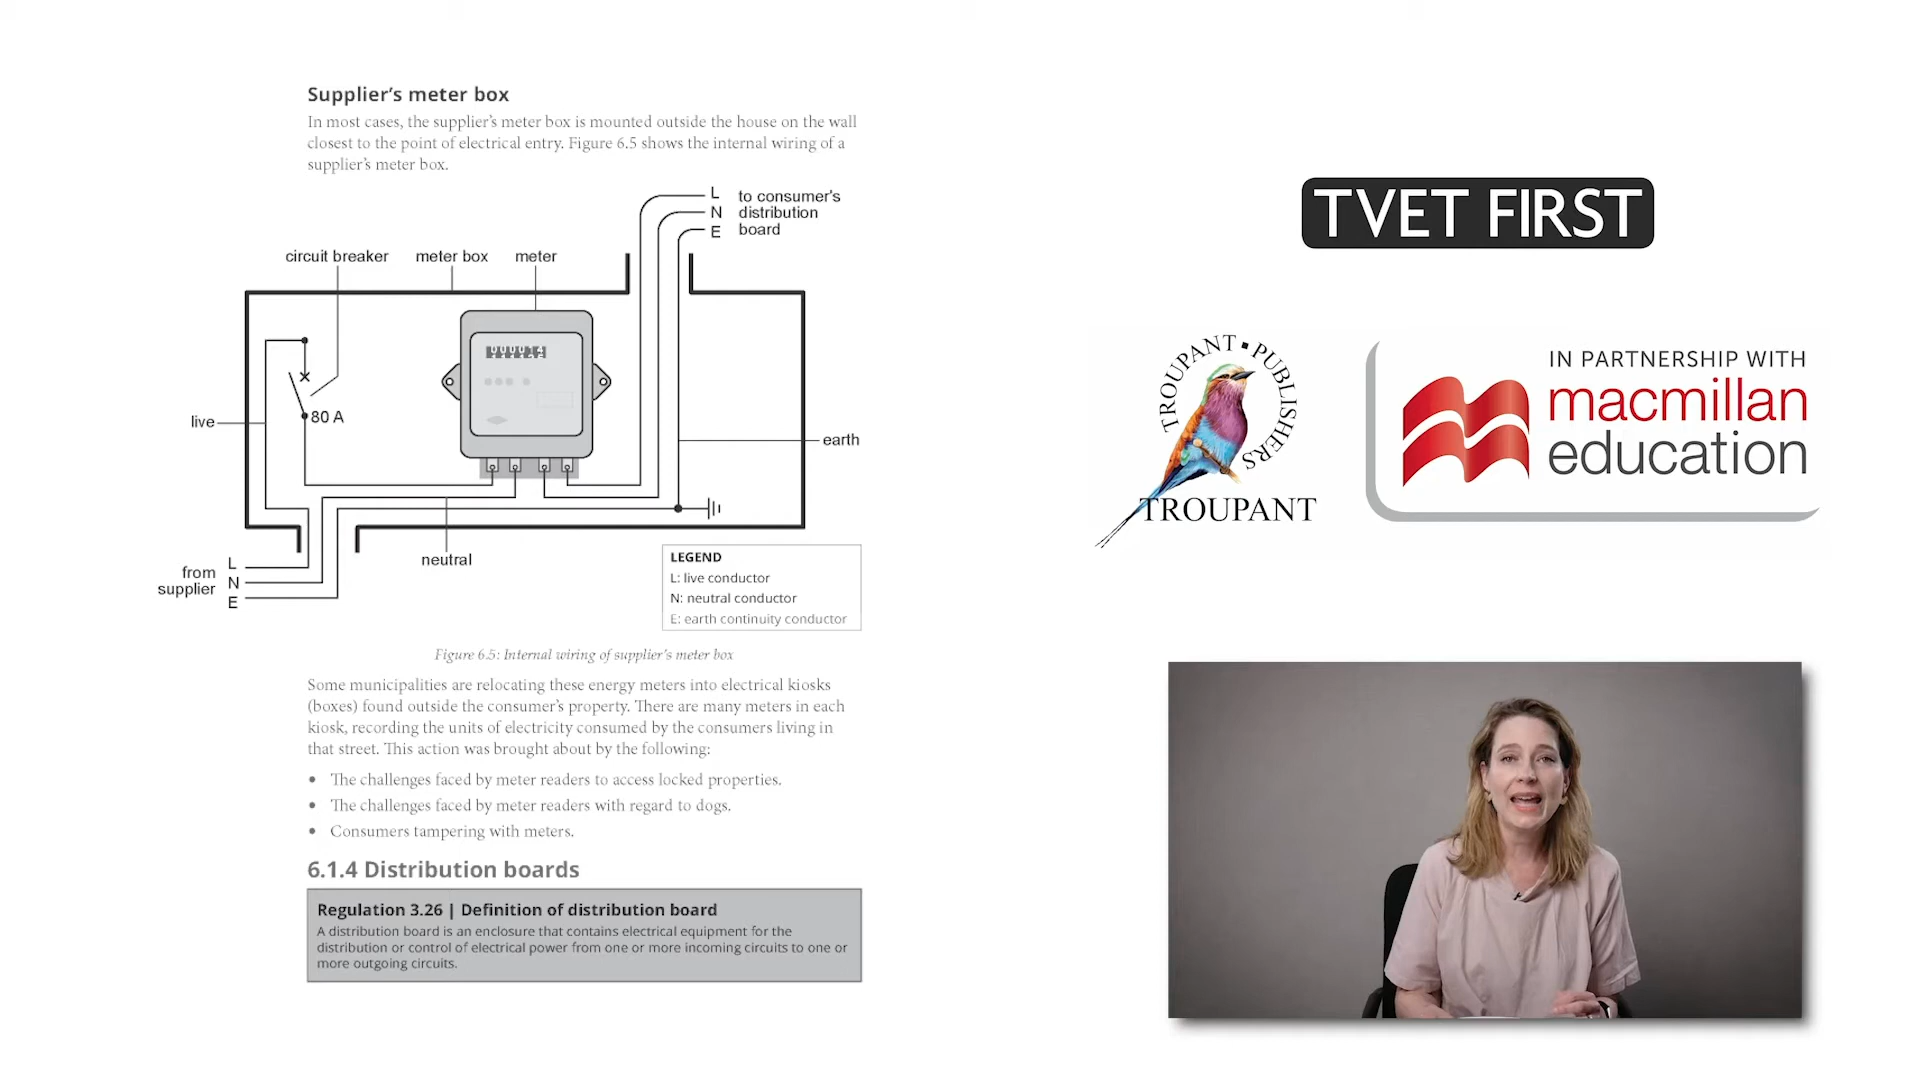 Supplier’s meter box
In most cases, the supplier’s meter box is mounted outside the house on the wall
closest to the point of electrical entry. Figure 6.5 shows the internal wiring of a
supplier’s meter box.
L to consumer's
N distribution
E board
circuit breaker meter box meter
live
80 A
earth
neutral
from
supplier
L
N
E
LEGEND
L: live conductor
N: neutral conductor
E: earth continuity conductor
Figure 6.5: Internal wiring of supplier’s meter box
Some municipalities are relocating these energy meters into electrical kiosks
(boxes) found outside the consumer’s property. There are many meters in each
kiosk, recording the units of electricity consumed by the consumers living in
that street. This action was brought about by the following:
• The challenges faced by meter readers to access locked properties.
• The challenges faced by meter readers with regard to dogs.
• Consumers tampering with meters.
6.1.4 Distribution boards
Regulation 3.26 | Definition of distribution board
A distribution board is an enclosure that contains electrical equipment for the
distribution or control of electrical power from one or more incoming circuits to one or
more outgoing circuits.
TVET FIRST
TROUPANT▪PUBLISHERS
TROUPANT
IN PARTNERSHIP WITH
macmillan
education